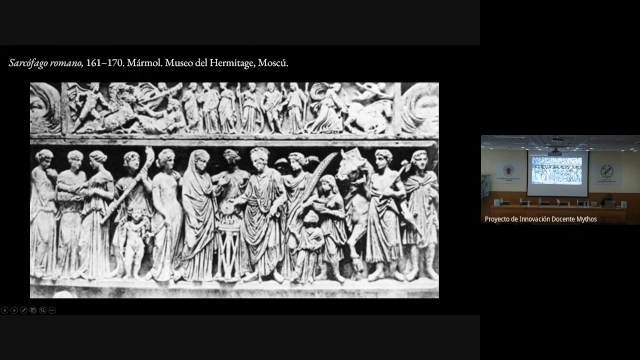 Sarcófago romano, 161–170. Mármol. Museo del Hermitage, Moscú.
Proyecto de Innovación Docente Mythos